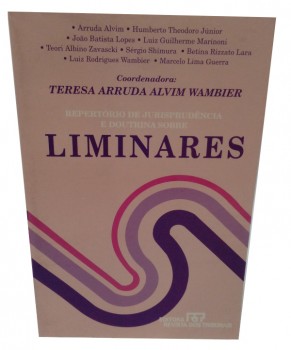 • Arruda Alvim • Humberto Theodoro Júnior
• João Batista Lopes • Luiz Guilherme Marinoni
• Teori Albino Zavascki • Sérgio Shimura • Betina Rizzato Lara
• Luiz Rodrigues Wambier • Marcelo Lima Guerra
Coordenadora:
TERESA ARRUDA ALVIM WAMBIER
REPERTÓRIO DE JURISPRUDÊNCIA
E DOUTRINA SOBRE
LIMINARES
EDITORA
REVISTA DOS TRIBUNAIS